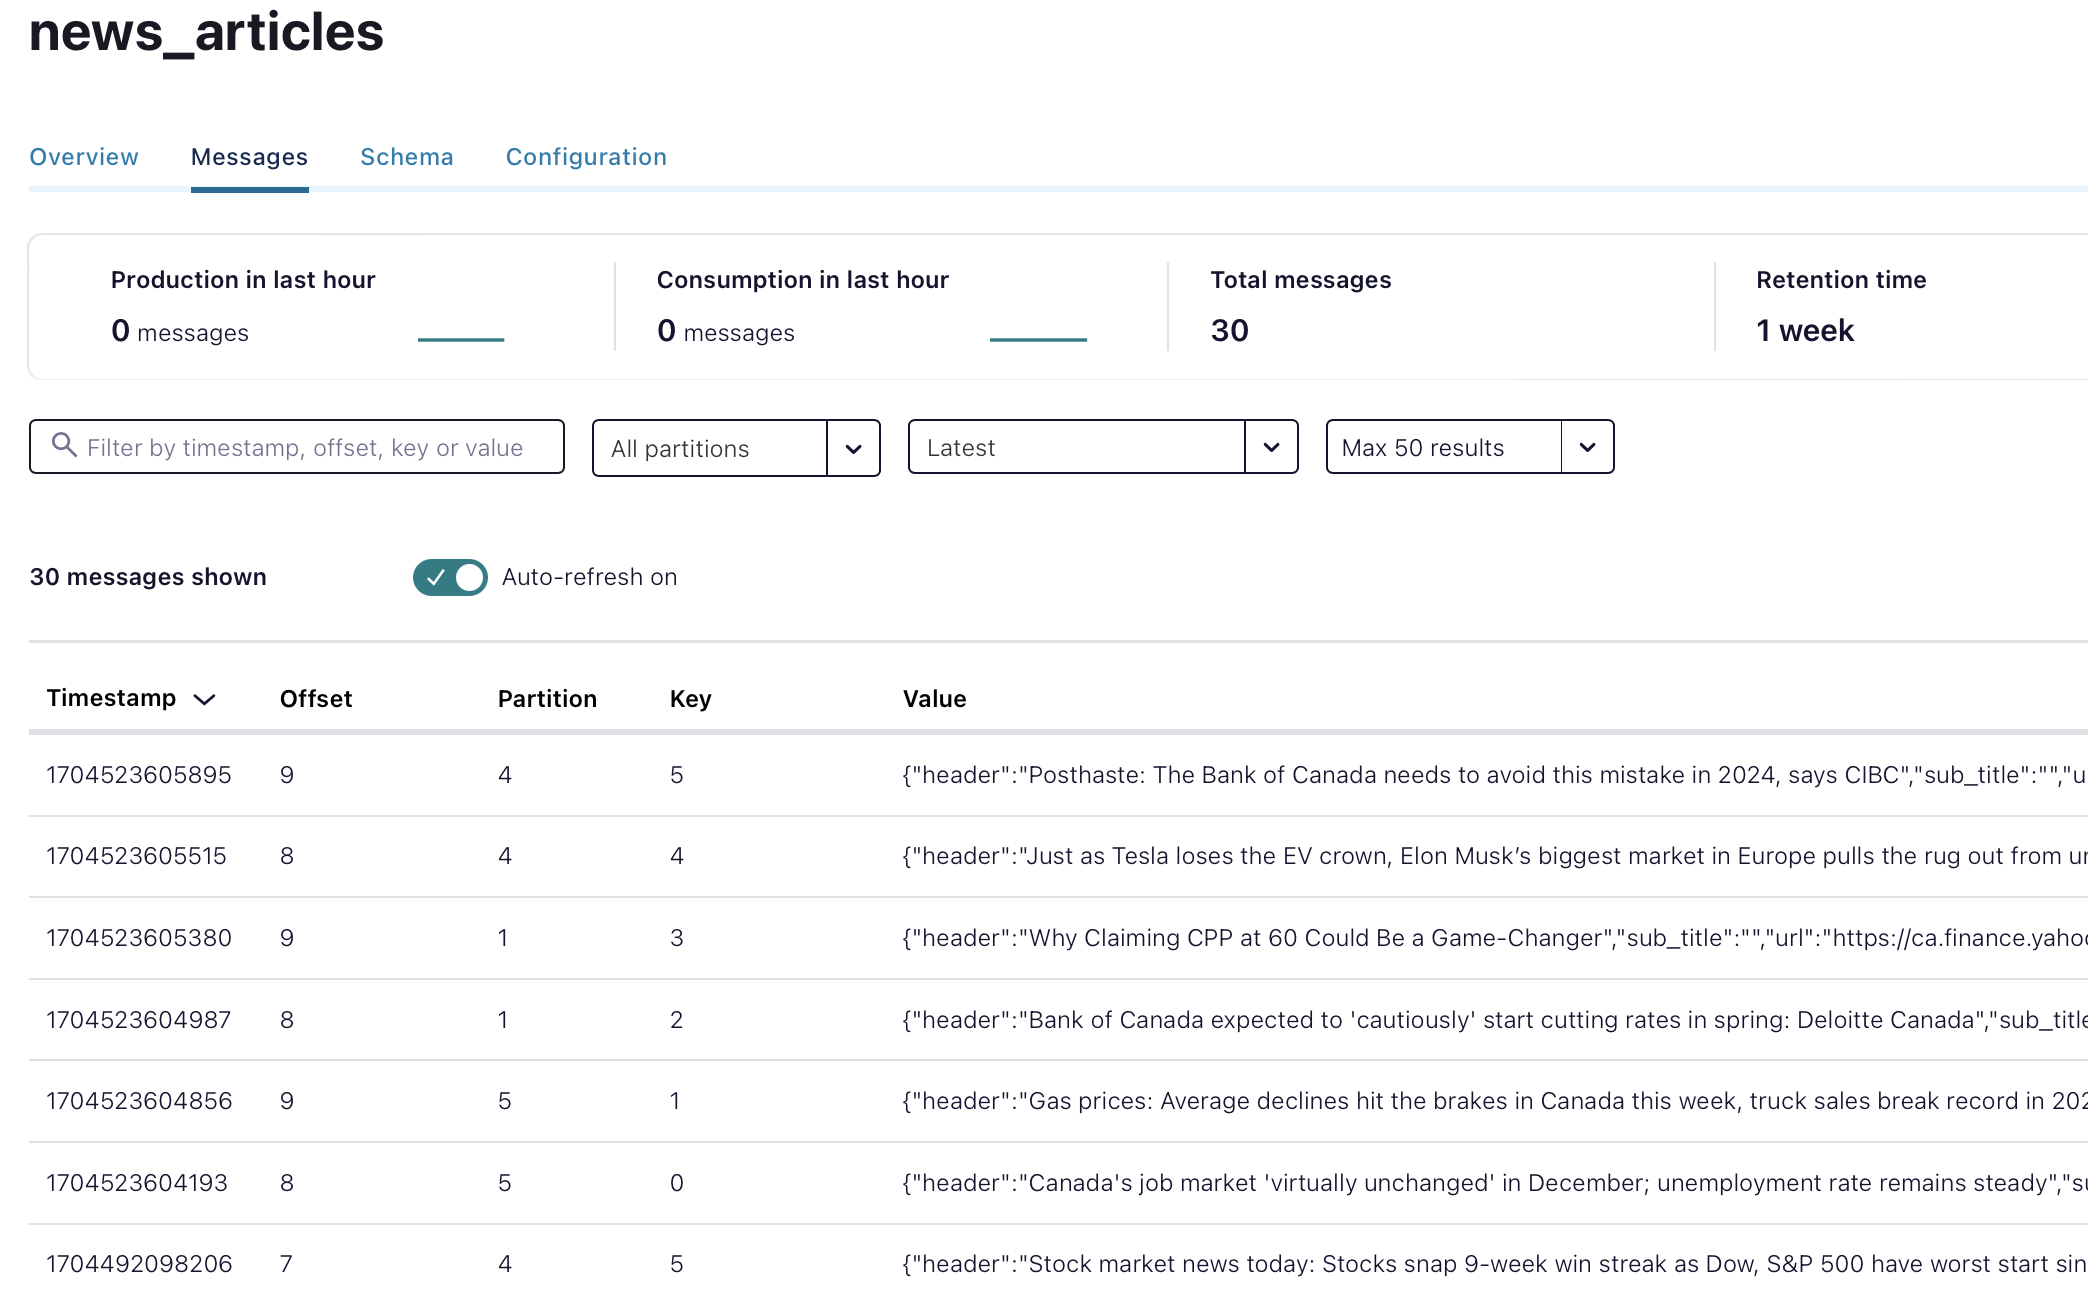 news_articles
Overview Messages Schema Configuration
Production in last hour Consumption in last hour Total messages Retention time
0 messages 0 messages 30 1 week
Filter by timestamp, offset, key or value All partitions Latest Max 50 results
30 messages shown Auto-refresh on
Timestamp Offset Partition Key Value
1704523605895 9 4 5 {"header":"Posthaste: The Bank of Canada needs to avoid this mistake in 2024, says CIBC","sub_title":"","u
1704523605515 8 4 4 {"header":"Just as Tesla loses the EV crown, Elon Musk’s biggest market in Europe pulls the rug out from
1704523605380 9 1 3 {"header":"Why Claiming CPP at 60 Could Be a Game-Changer","sub_title":"","url":"https://ca.finance.yaho
1704523604987 8 1 2 {"header":"Bank of Canada expected to 'cautiously' start cutting rates in spring: Deloitte Canada","sub_title
1704523604856 9 5 1 {"header":"Gas prices: Average declines hit the brakes in Canada this week, truck sales break record in 202
1704523604193 8 5 0 {"header":"Canada's job market 'virtually unchanged' in December; unemployment rate remains steady","su
1704492098206 7 4 5 {"header":"Stock market news today: Stocks snap 9-week win streak as Dow, S&P 500 have worst start sin